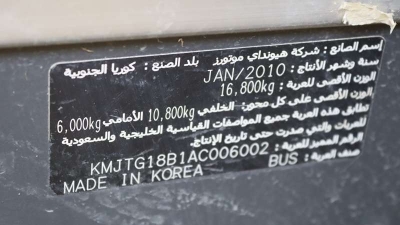 إسم الصانع : شركة هيونداي موتورز بلد الصنع : كوريا الجنوبية
سنة وشهر الأنتاج : JAN/2010
الوزن الأقصى للعربة : 16,800kg
الوزن الأقصى على كل محور: الخلفي 10,800kg الأمامي 6,000kg
تطابق هذه العربة جميع المواصفات القياسية الخليجية والسعودية
للعربات والتي صدرت حتى تاريخ الإنتاج.
الرقم المميز للعربة : KMJTG18B1AC006002
صنف العربة : BUS
MADE IN KOREA